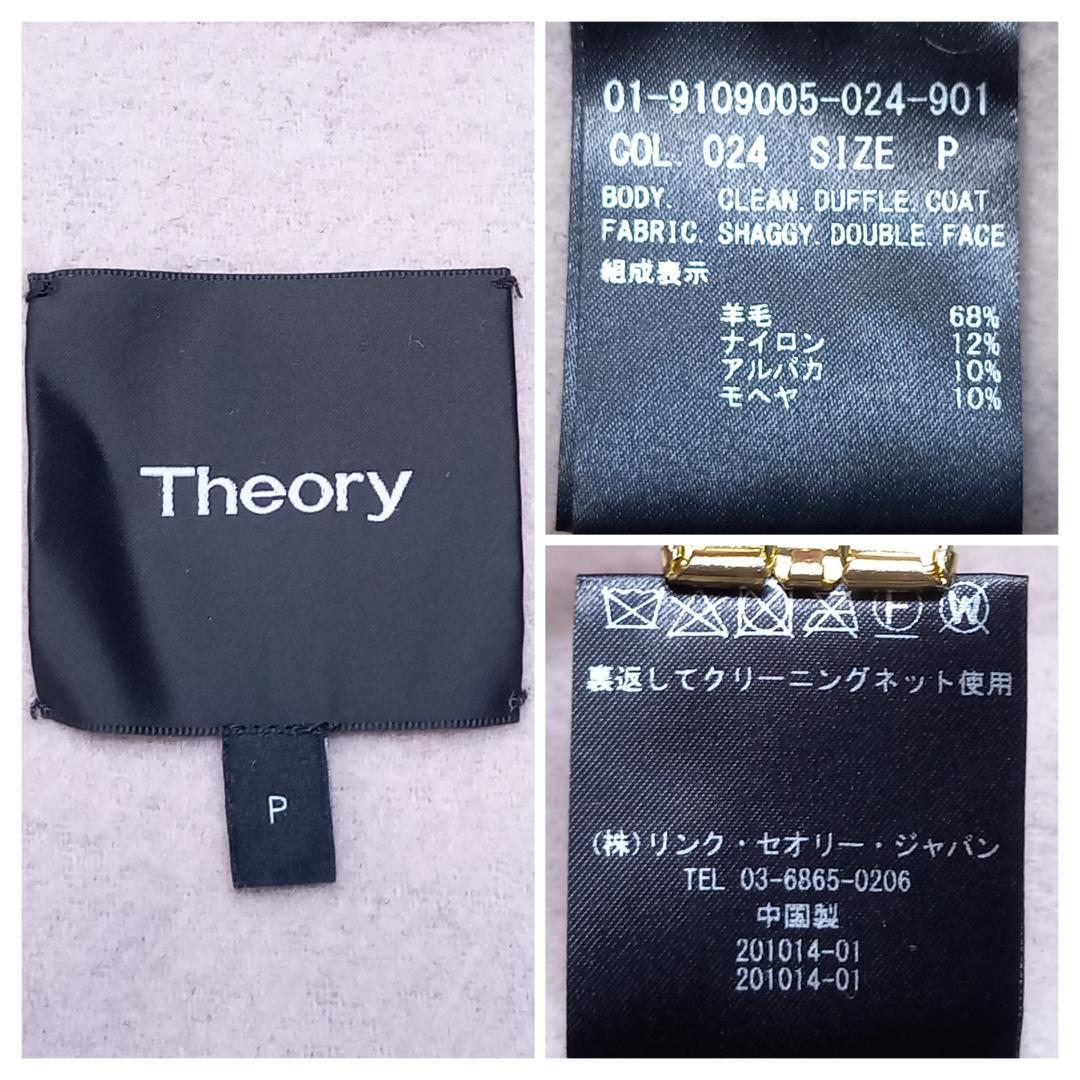 Theory
P
01-9109005-024-901
COL. 024 SIZE P
BODY. CLEAN.DUFFLE.COAT
FABRIC. SHAGGY.DOUBLE.FACE
組成表示
羊毛 68%
ナイロン 12%
アルパカ 10%
モヘヤ 10%
F W
裏返してクリーニングネット使用
(株)リンク・セオリー・ジャパン
TEL 03-6865-0206
中国製
201014-01
201014-01